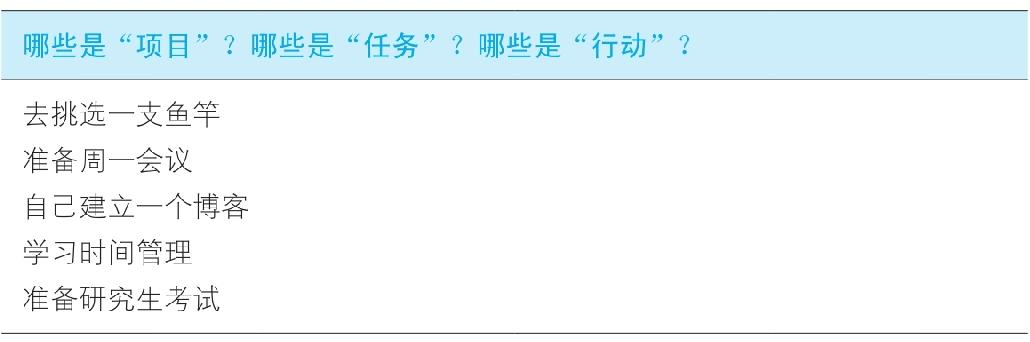 哪些是“项目”？哪些是“任务”？哪些是“行动”？
去挑选一支鱼竿
准备周一会议
自己建立一个博客
学习时间管理
准备研究生考试